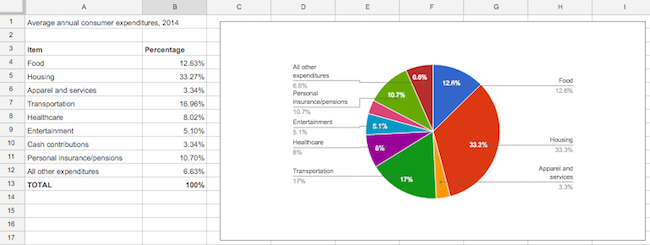 A B C D E F G H I
1 Average annual consumer expenditures, 2014
2
3 Item Percentage
4 Food 12.63%
5 Housing 33.27%
6 Apparel and services 3.34%
7 Transportation 16.96%
8 Healthcare 8.02%
9 Entertainment 5.10%
10 Cash contributions 3.34%
11 Personal insurance/pensions 10.70%
12 All other expenditures 6.63%
13 TOTAL 100%
14
15
16
17
All other
expenditures
6.6%
Personal
insurance/pensions
10.7%
Entertainment
5.1%
Healthcare
8%
Transportation
17%
6.6%
12.6%
10.7%
5.1%
8%
33.2%
17%
Food
12.6%
Housing
33.3%
Apparel and
services
3.3%